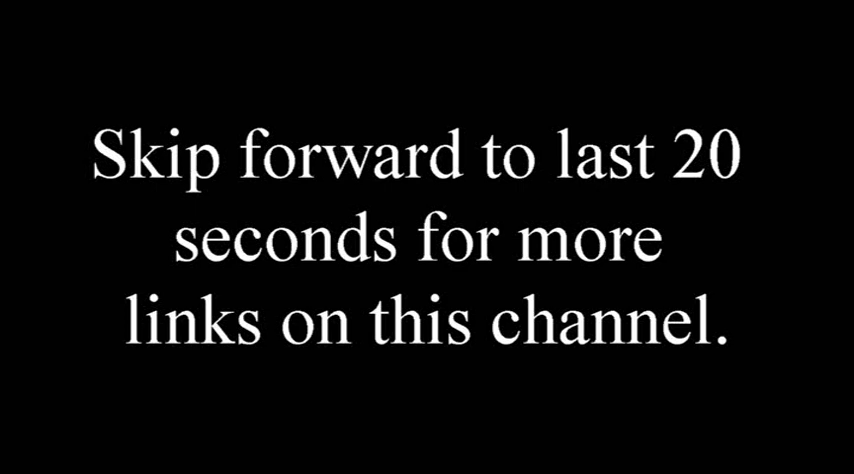 Skip forward to last 20
seconds for more
links on this channel.